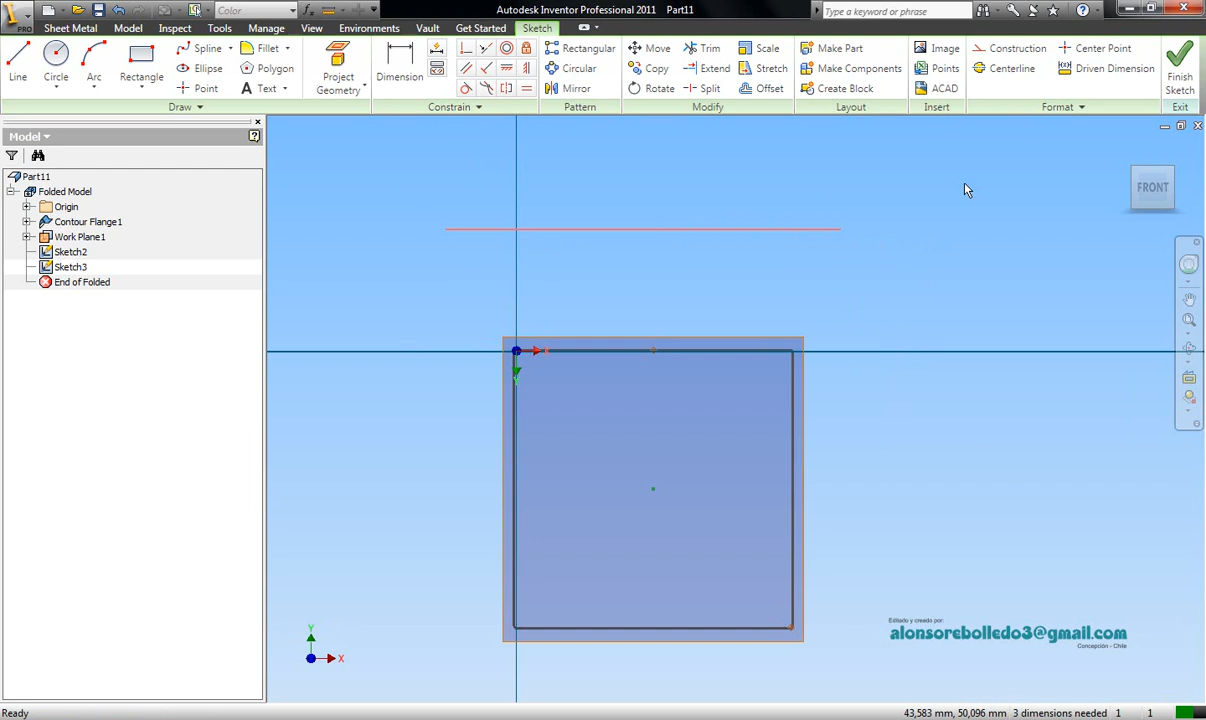 PRO
Color
Autodesk Inventor Professional 2011 Part11
Type a keyword or phrase
Sheet Metal Model Inspect Tools Manage View Environments Vault Get Started Sketch
Line Circle Arc Rectangle Spline Fillet Project Geometry Dimension Rectangular Move Trim Scale Make Part Image Construction Center Point Finish Sketch
Ellipse Polygon Circular Copy Extend Stretch Make Components Points Centerline Driven Dimension
Point Text Mirror Rotate Split Offset Create Block ACAD
Draw Constrain Pattern Modify Layout Insert Format Exit
Model
Part11
Folded Model
Origin
Contour Flange1
Work Plane1
Sketch2
Sketch3
End of Folded
FRONT
Y
X
Editado y creado por:
alonsorebolledo3@gmail.com
Concepción - Chile
Ready
43,583 mm, 50,096 mm 3 dimensions needed 1 1